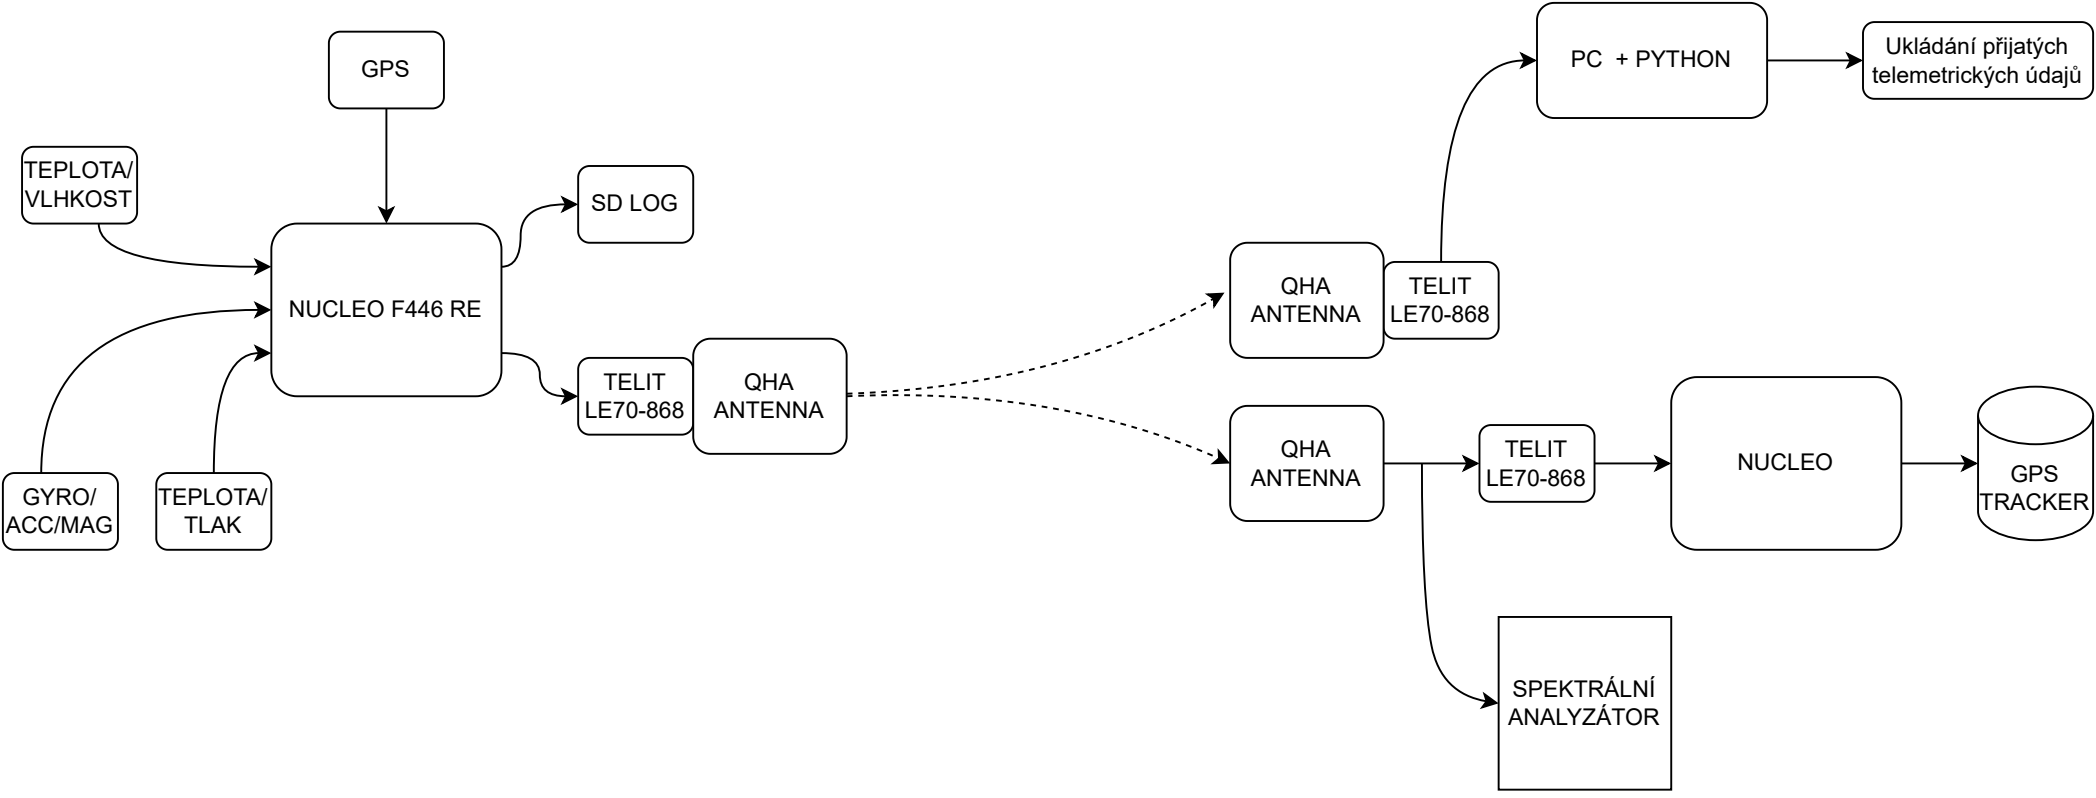 GPS
PC + PYTHON
Ukládání přijatých
telemetrických údajů
TEPLOTA/
VLHKOST
SD LOG
NUCLEO F446 RE
QHA
ANTENNA
TELIT
LE70-868
TELIT
LE70-868
QHA
ANTENNA
QHA
ANTENNA
TELIT
LE70-868
NUCLEO
GPS
TRACKER
GYRO/
ACC/MAG
TEPLOTA/
TLAK
SPEKTRÁLNÍ
ANALYZÁTOR